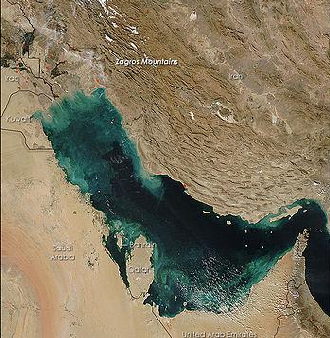 Zagros Mountains
Iraq
Iran
Kuwait
Saudi
Arabia
Bahrain
Qatar
United Arab Emirates